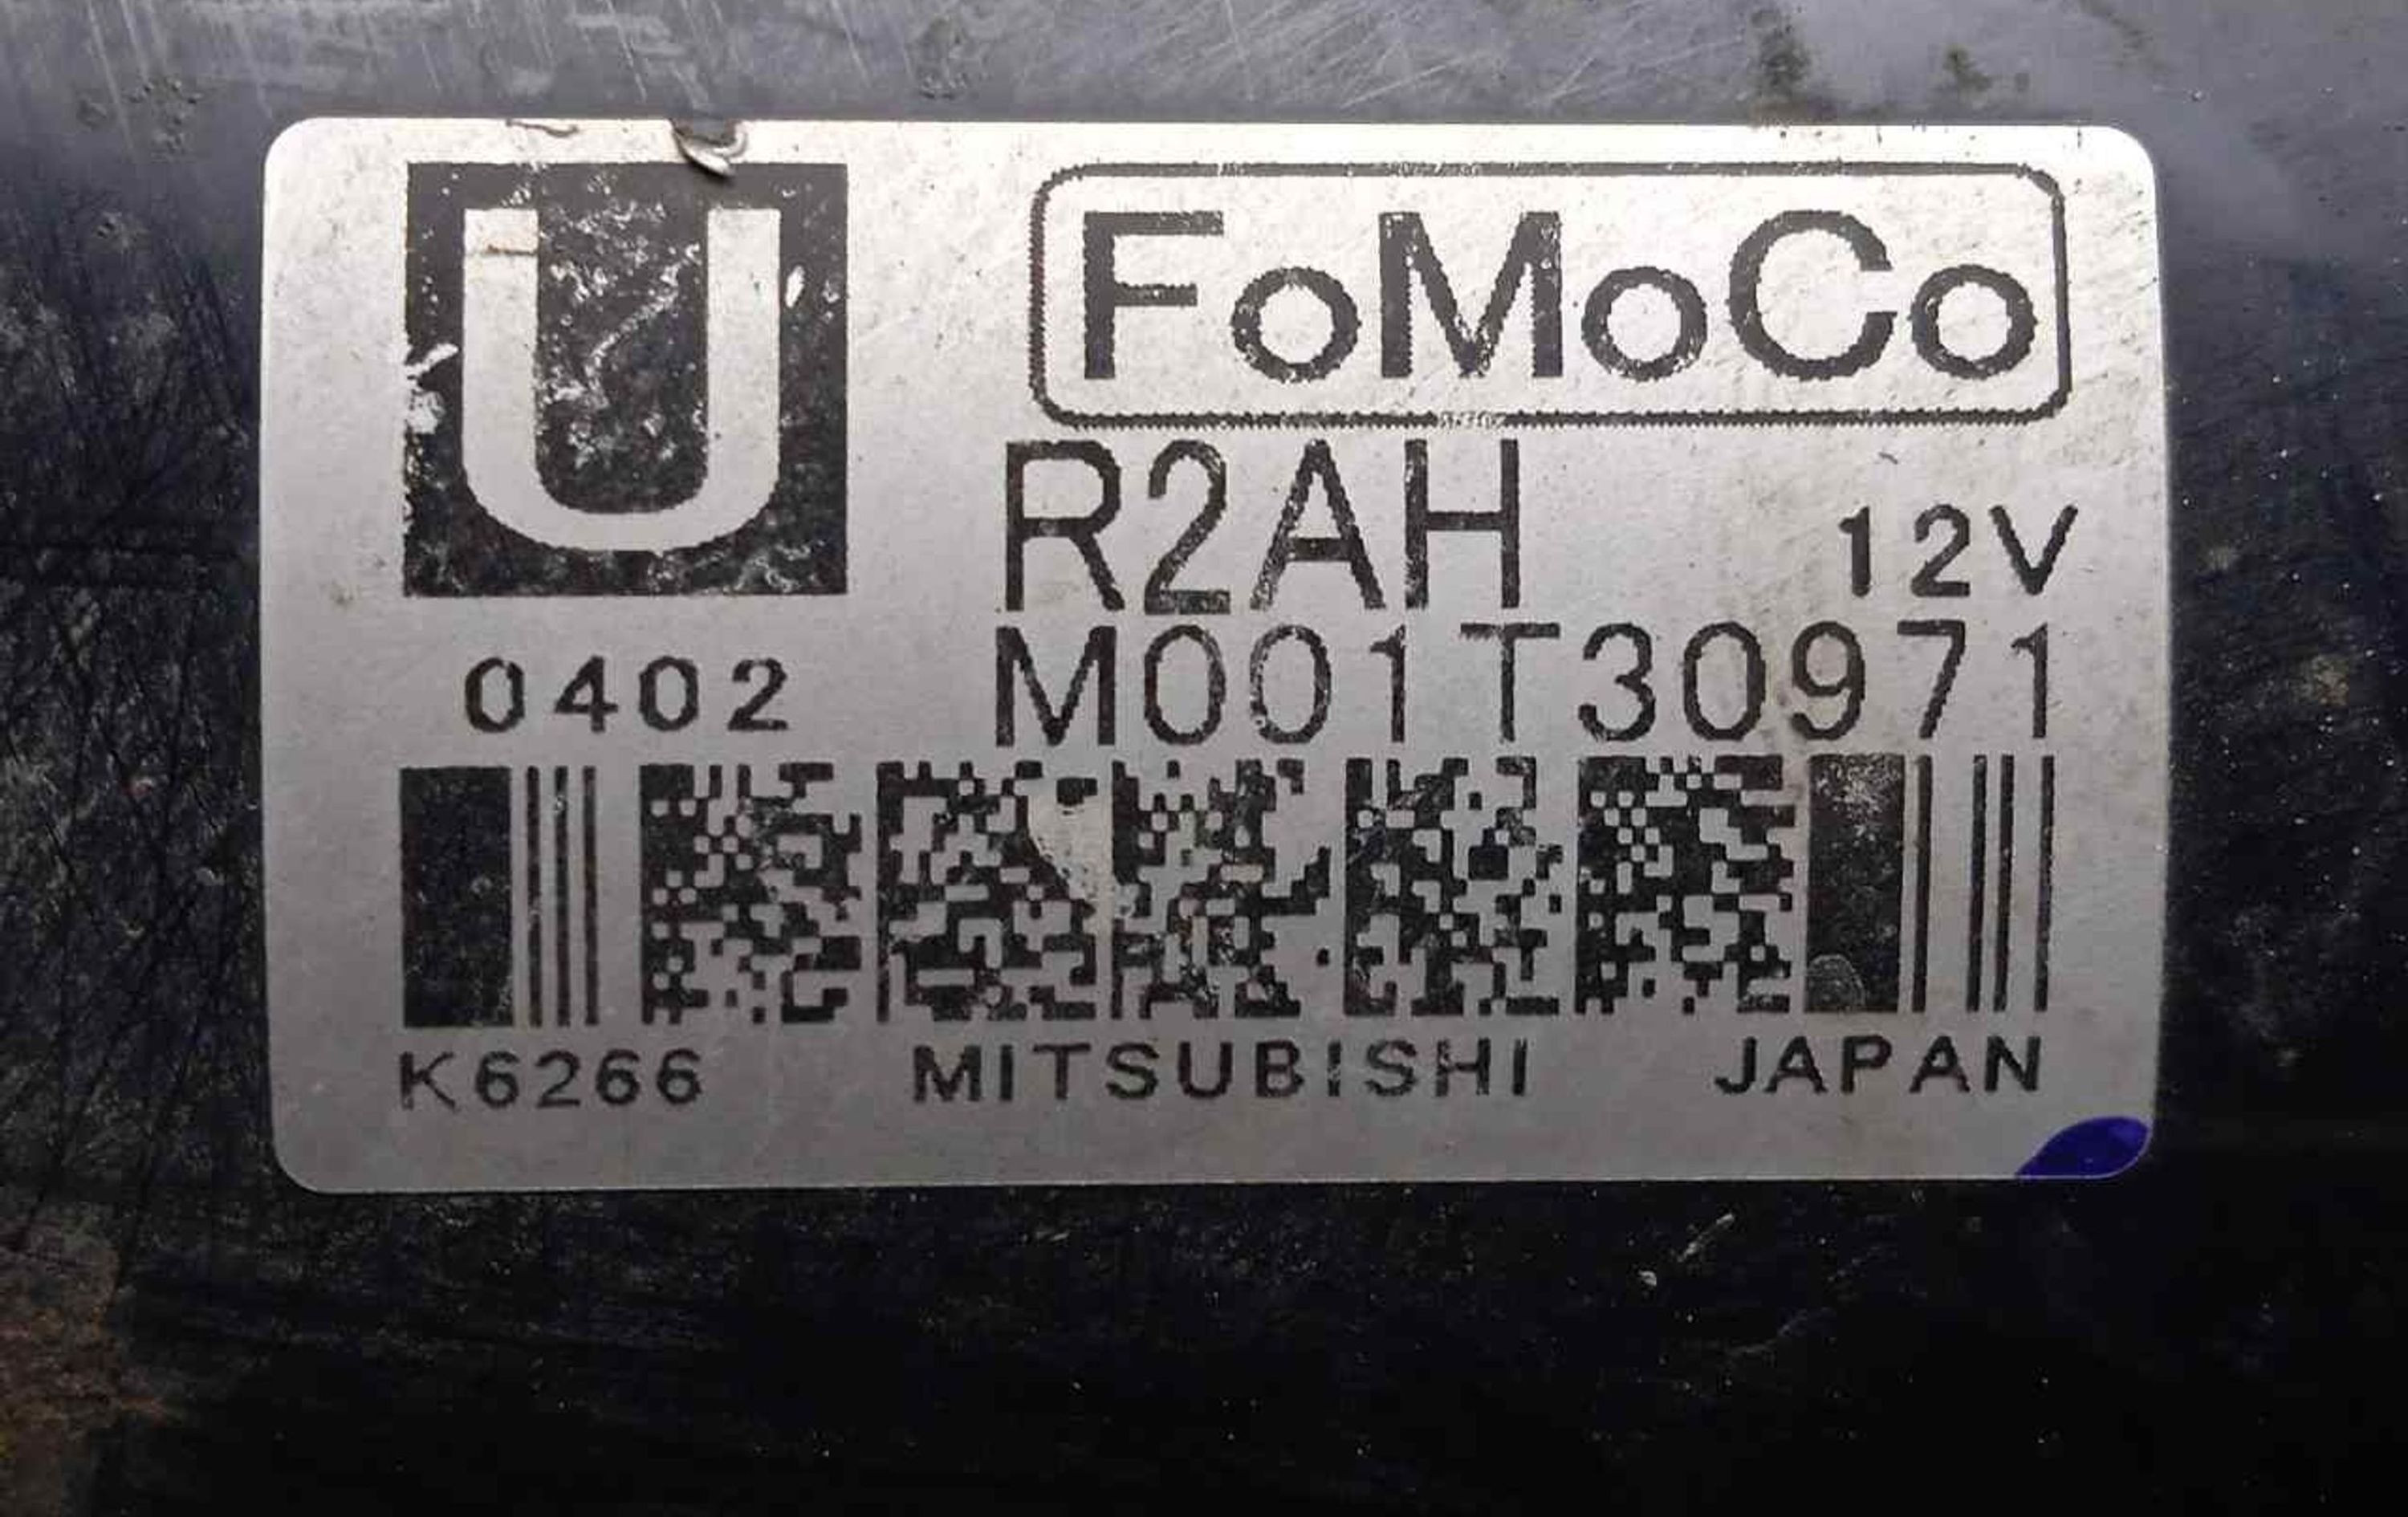 U
FoMoCo
R2AH 12V
0402 M001T30971
K6266 MITSUBISHI JAPAN